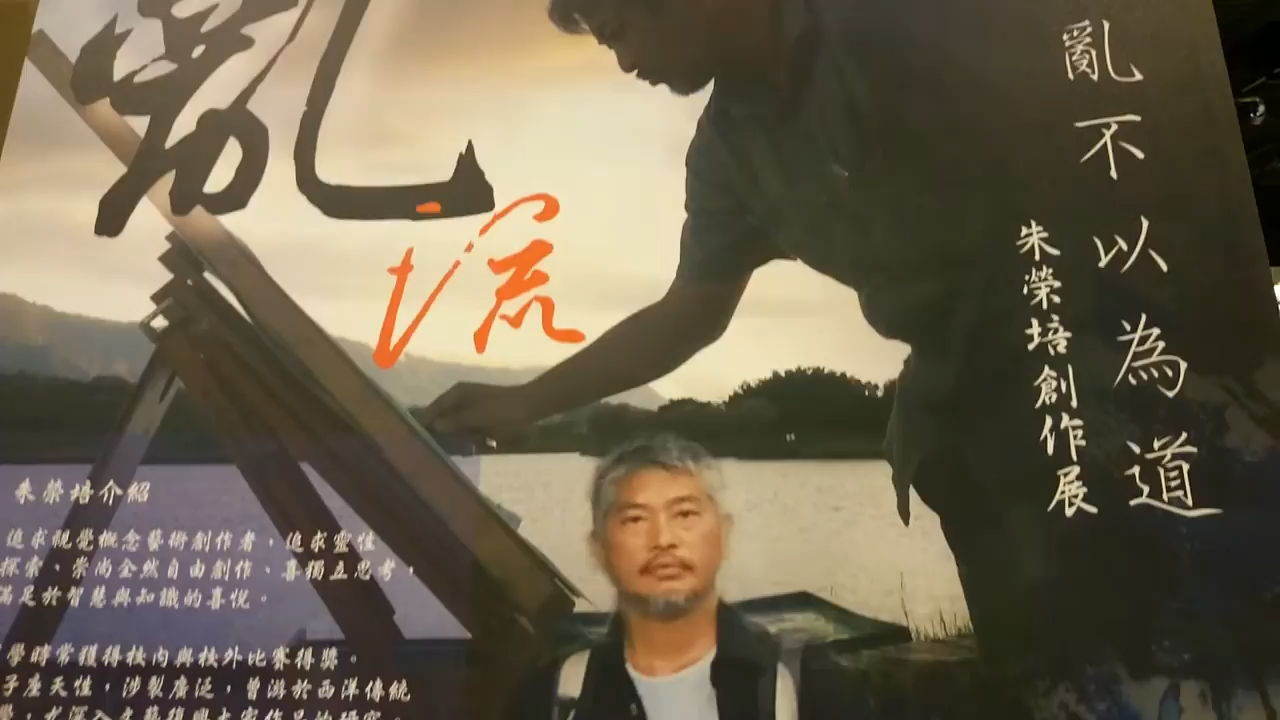 亂流
亂不以為道
朱榮培創作展
朱榮培介紹
追求視覺概念藝術創作者，追求靈性
探索、崇尚全然自由創作、喜獨立思考，
滿足於智慧與知識的喜悅。
學時常獲得校內與校外比賽得獎。
子座天性，涉製廣泛，曾游於西洋傳統